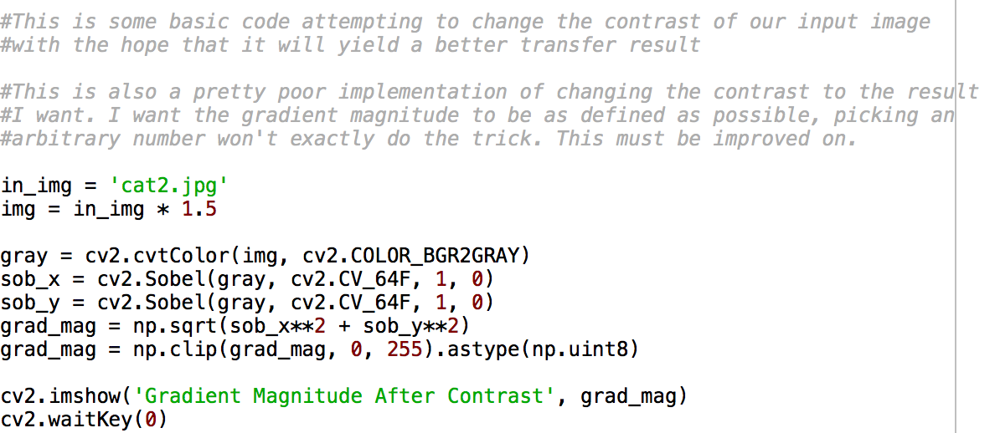 #This is some basic code attempting to change the contrast of our input image
#with the hope that it will yield a better transfer result
#This is also a pretty poor implementation of changing the contrast to the result
#I want. I want the gradient magnitude to be as defined as possible, picking an
#arbitrary number won't exactly do the trick. This must be improved on.
in_img = 'cat2.jpg'
img = in_img * 1.5
gray = cv2.cvtColor(img, cv2.COLOR_BGR2GRAY)
sob_x = cv2.Sobel(gray, cv2.CV_64F, 1, 0)
sob_y = cv2.Sobel(gray, cv2.CV_64F, 1, 0)
grad_mag = np.sqrt(sob_x**2 + sob_y**2)
grad_mag = np.clip(grad_mag, 0, 255).astype(np.uint8)
cv2.imshow('Gradient Magnitude After Contrast', grad_mag)
cv2.waitKey(0)